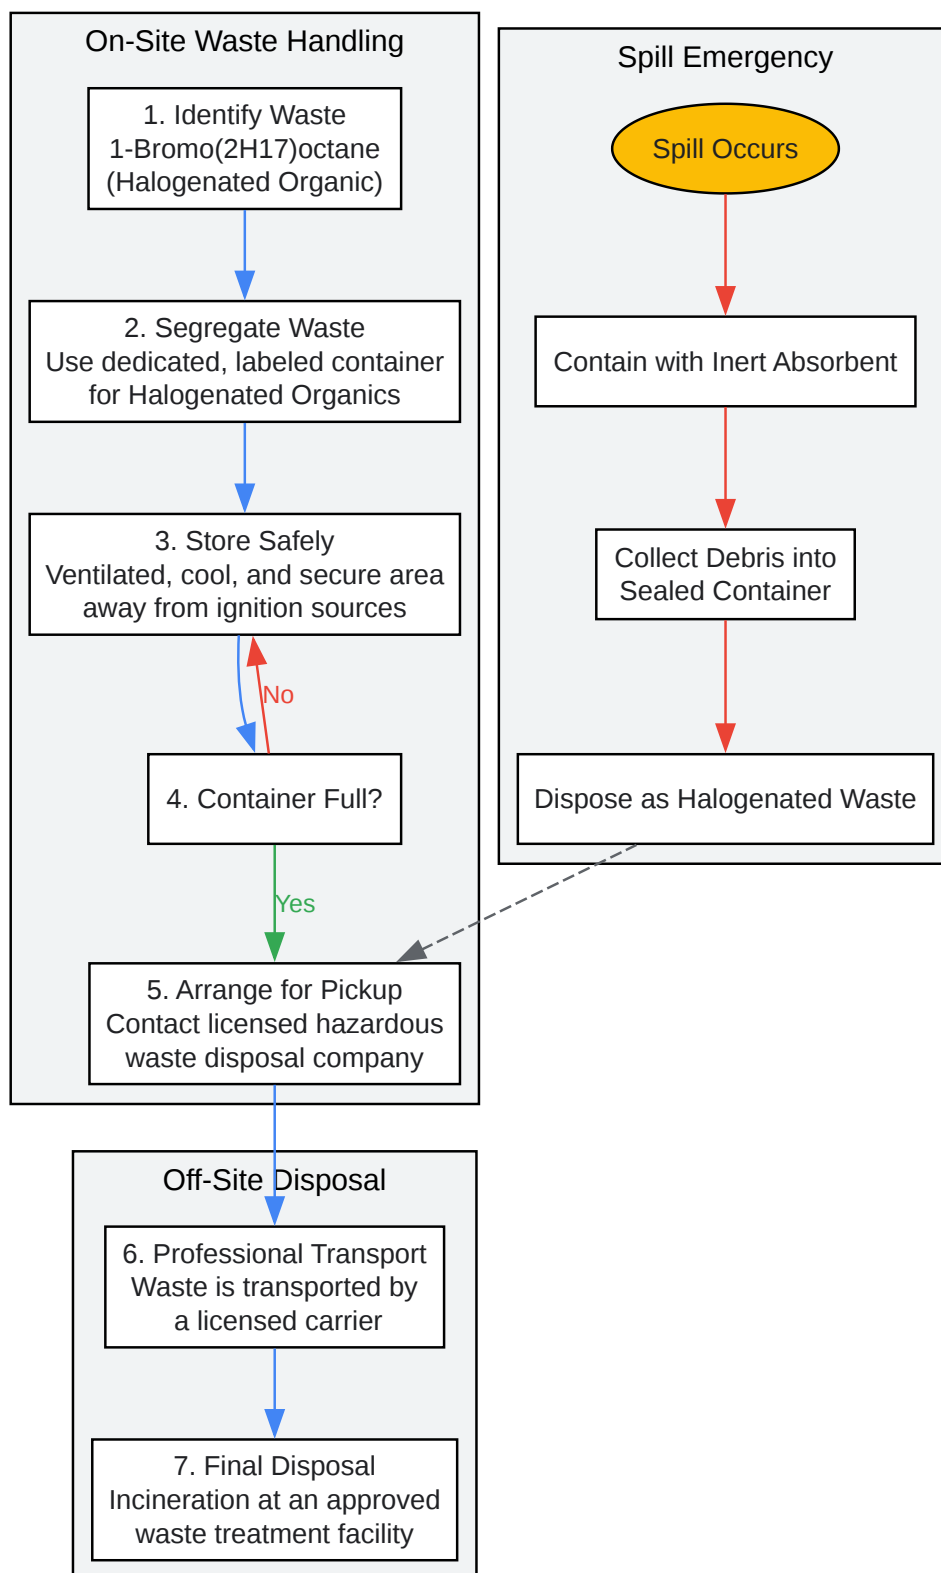 On-Site Waste Handling
1. Identify Waste
1-Bromo(2H17)octane
(Halogenated Organic)
2. Segregate Waste
Use dedicated, labeled container
for Halogenated Organics
3. Store Safely
Ventilated, cool, and secure area
away from ignition sources
No
4. Container Full?
Yes
5. Arrange for Pickup
Contact licensed hazardous
waste disposal company
Spill Emergency
Spill Occurs
Contain with Inert Absorbent
Collect Debris into
Sealed Container
Dispose as Halogenated Waste
Off-Site Disposal
6. Professional Transport
Waste is transported by
a licensed carrier
7. Final Disposal
Incineration at an approved
waste treatment facility